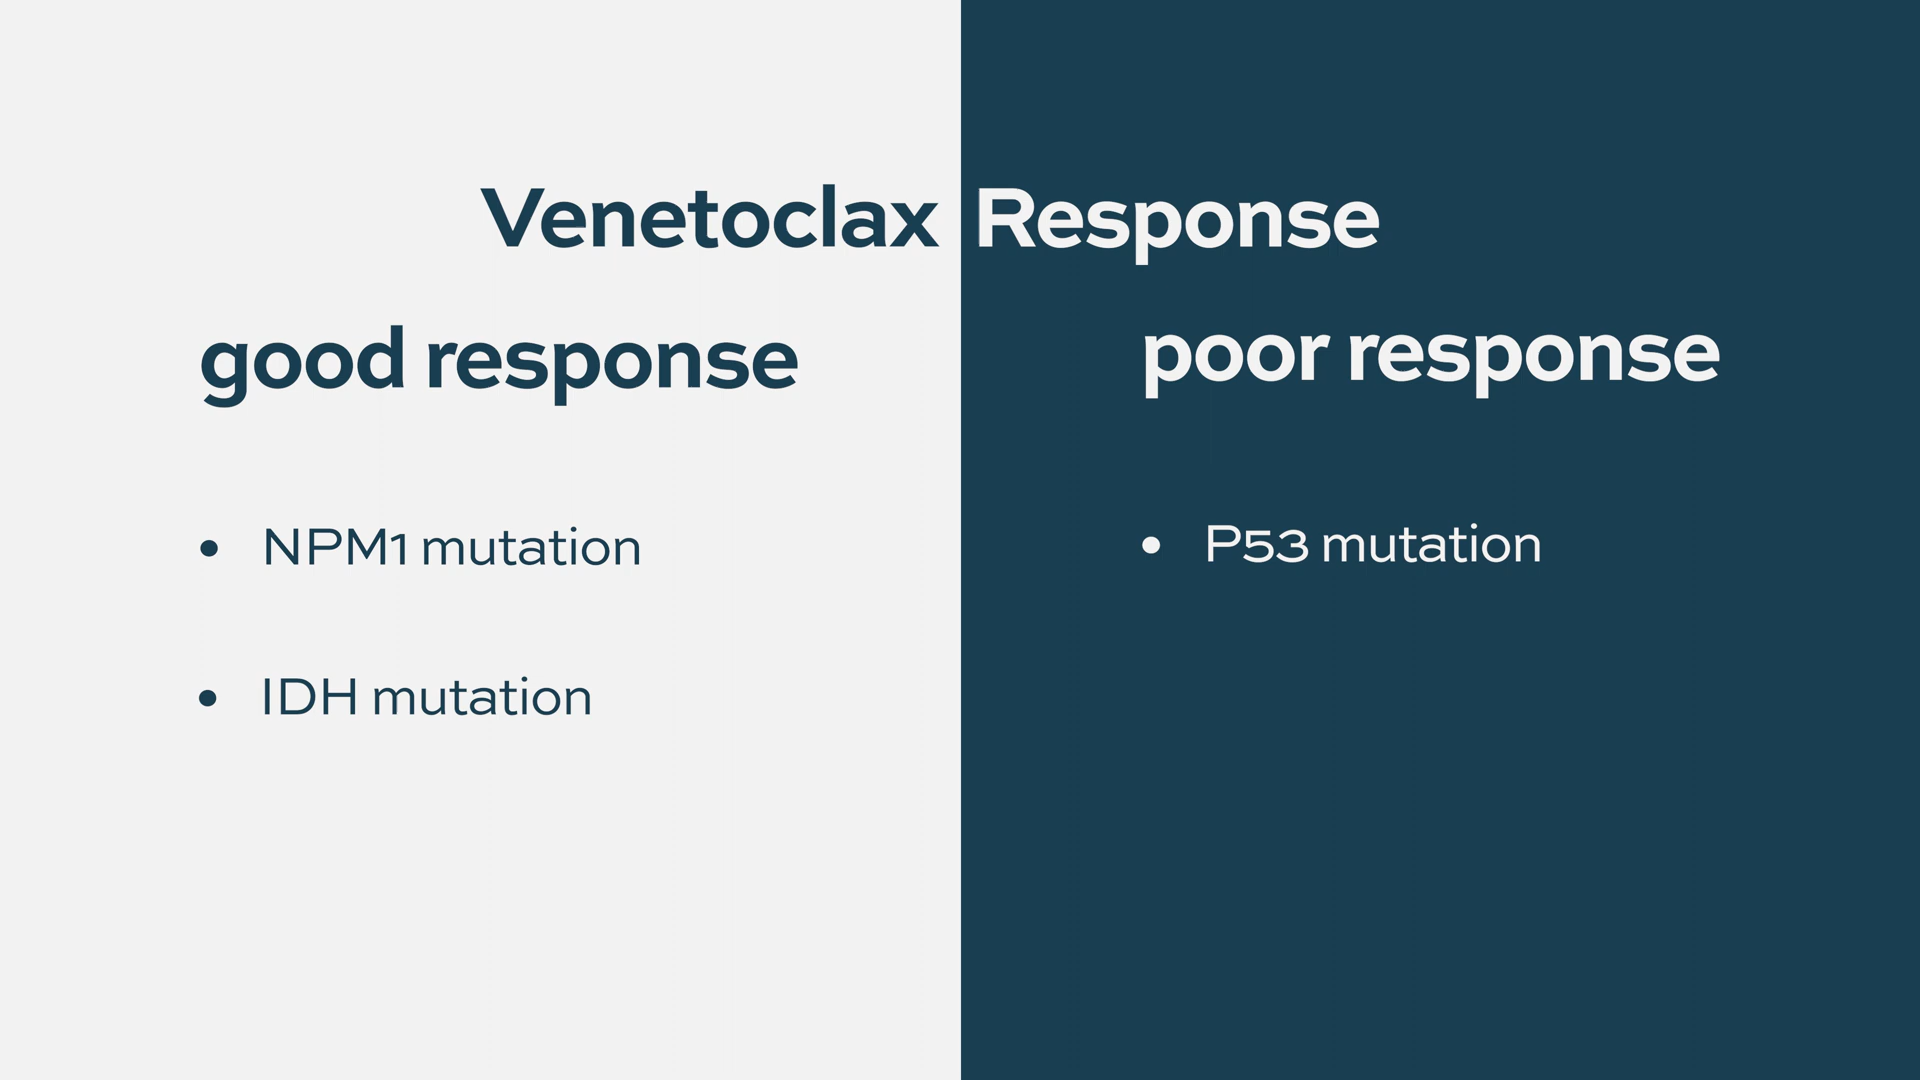 Venetoclax Response
good response
• NPM1 mutation
• IDH mutation
poor response
• P53 mutation